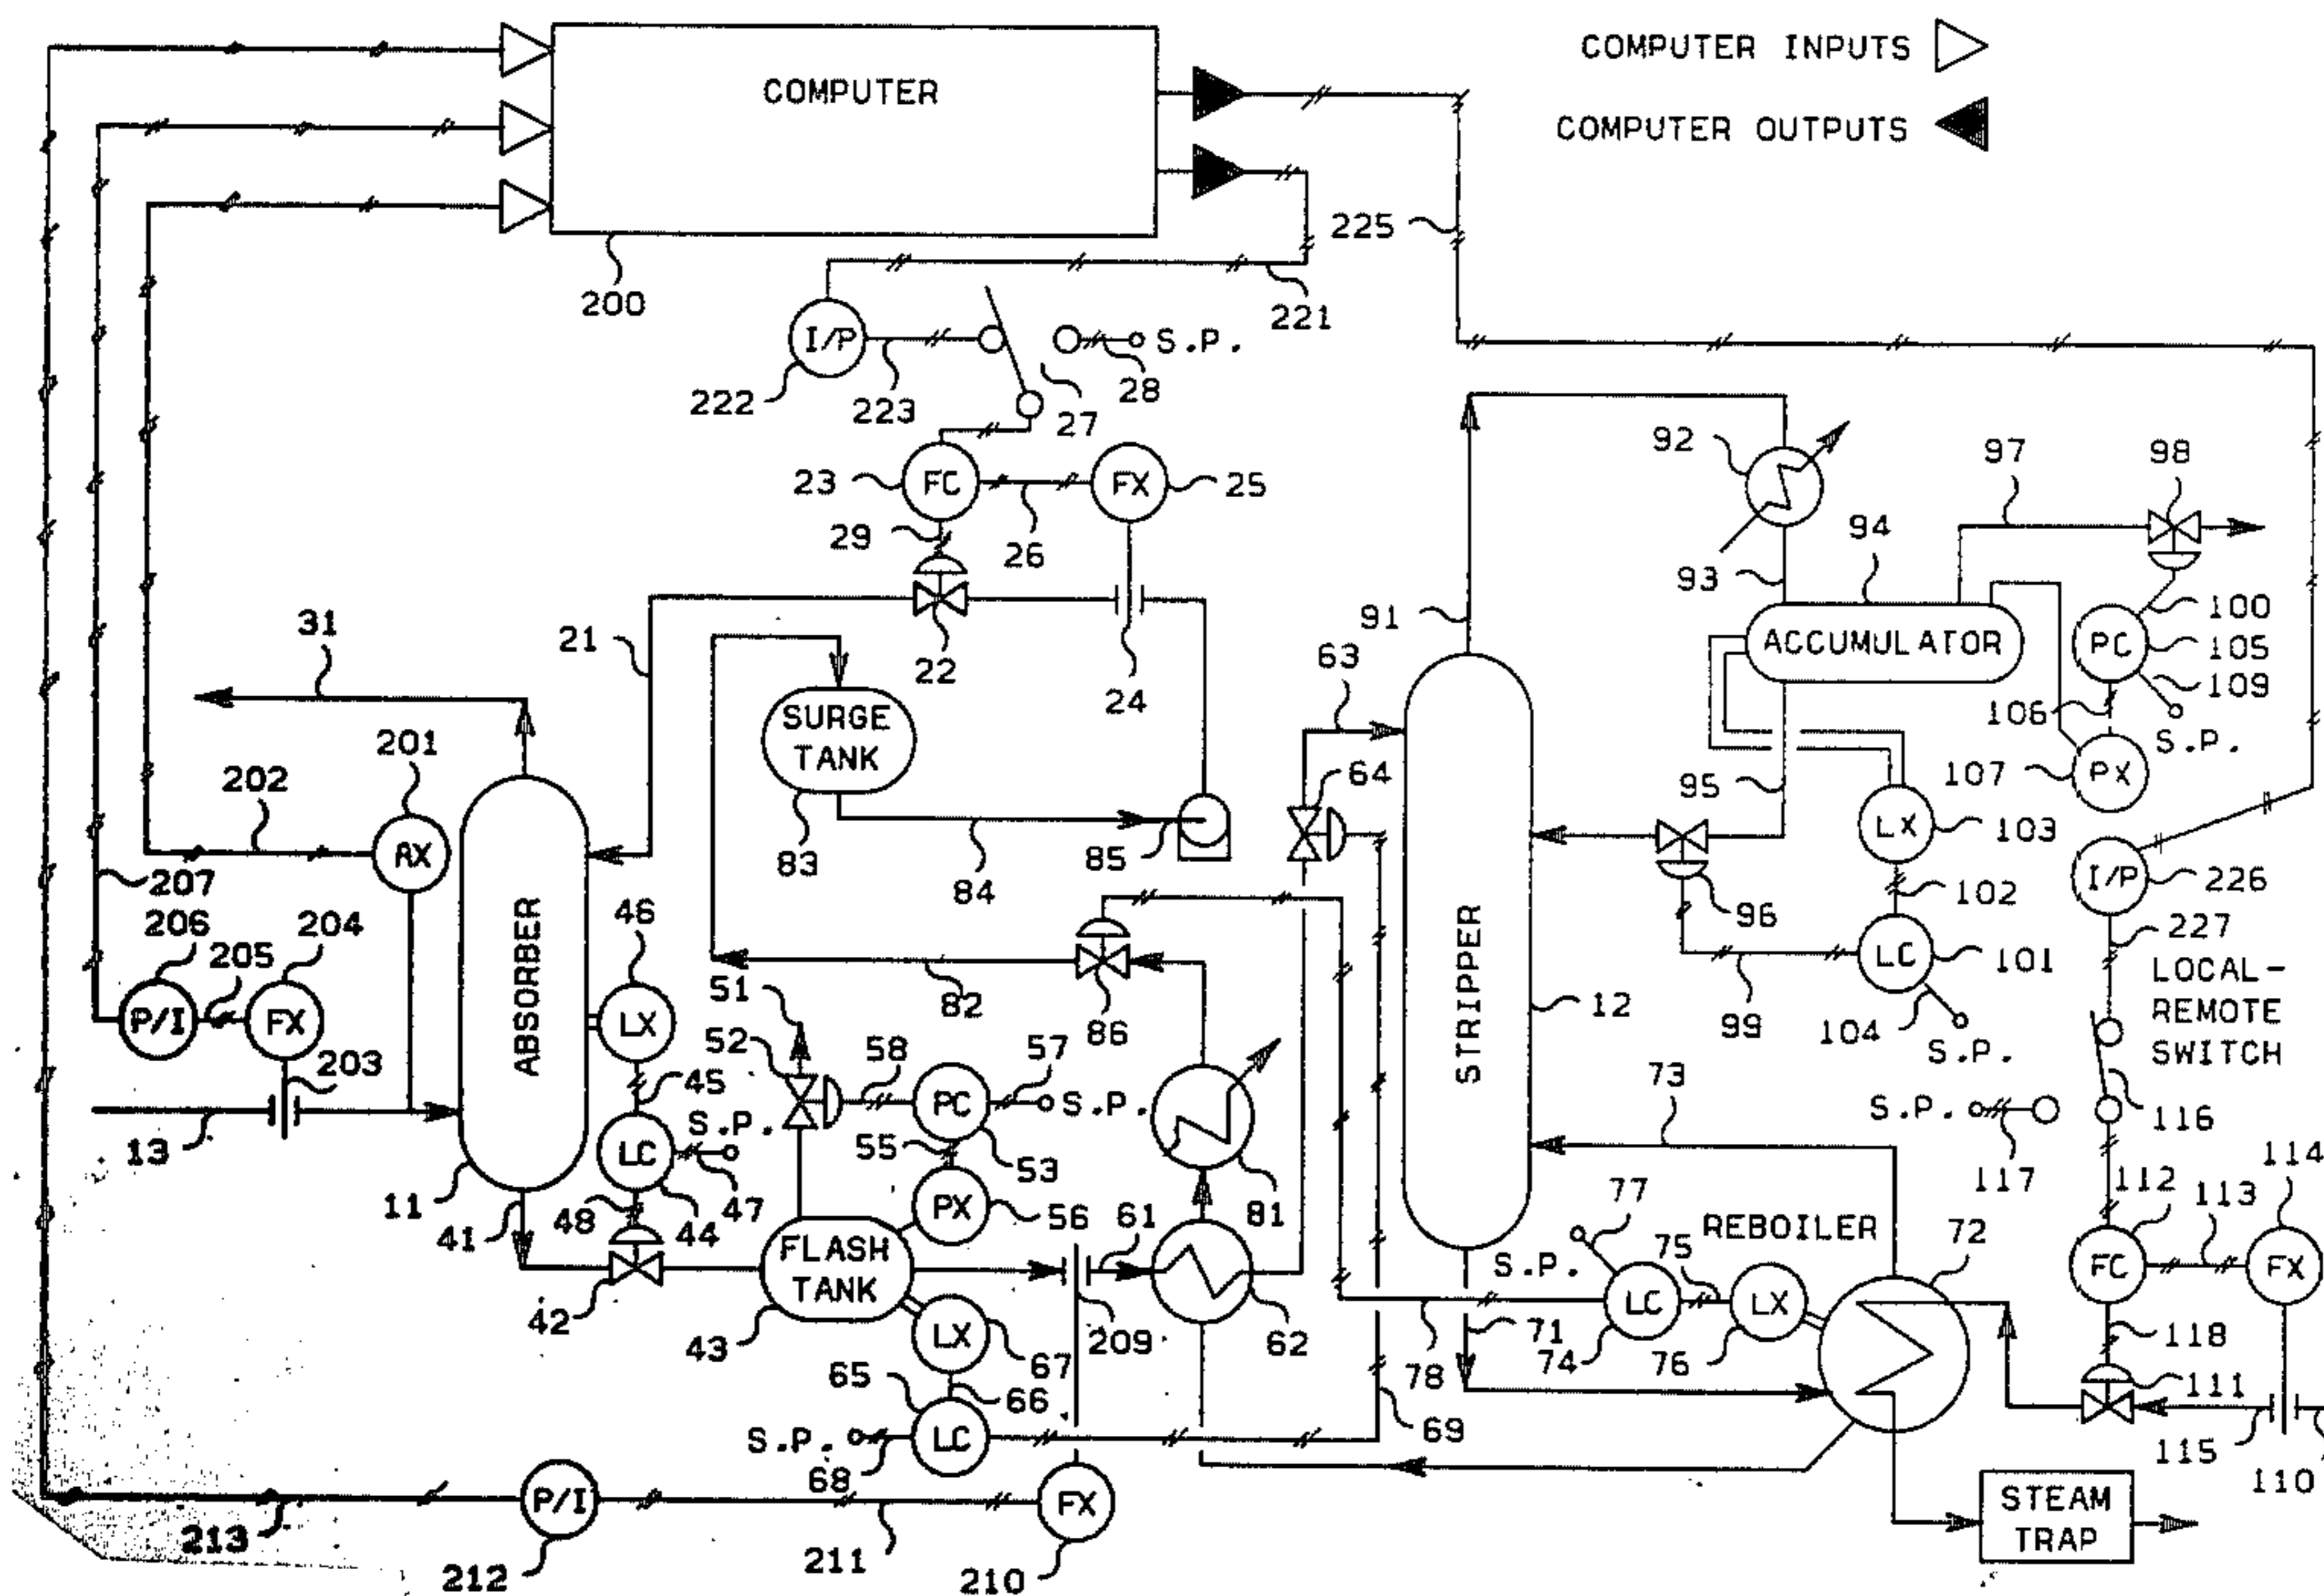 COMPUTER INPUTS
COMPUTER
COMPUTER OUTPUTS
225
200
221
I/P
S.P.
222
223
27
28
92
97
98
23
FC
FX
25
29
26
94
93
91
100
31
21
22
24
63
ACCUMULATOR
PC
105
109
106
S.P.
SURGE
TANK
201
64
107
PX
202
95
83
84
85
LX
103
AX
207
I/P
226
206
204
46
96
102
205
ABSORBER
STRIPPER
227
51
82
86
12
LC
101
LOCAL-
REMOTE
SWITCH
P/I
FX
LX
99
104
S.P.
52
58
57
203
45
73
PC
S.P.
S.P.
S.P.
116
13
LC
55
53
117
114
11
48
44
47
PX
56
61
81
77
112
113
41
REBOILER
72
FLASH
TANK
75
S.P.
FC
FX
LC
LX
42
43
LX
67
209
62
71
118
78
74
76
65
66
111
S.P.
LC
69
115
110
68
P/I
FX
STEAM
TRAP
213
212
211
210